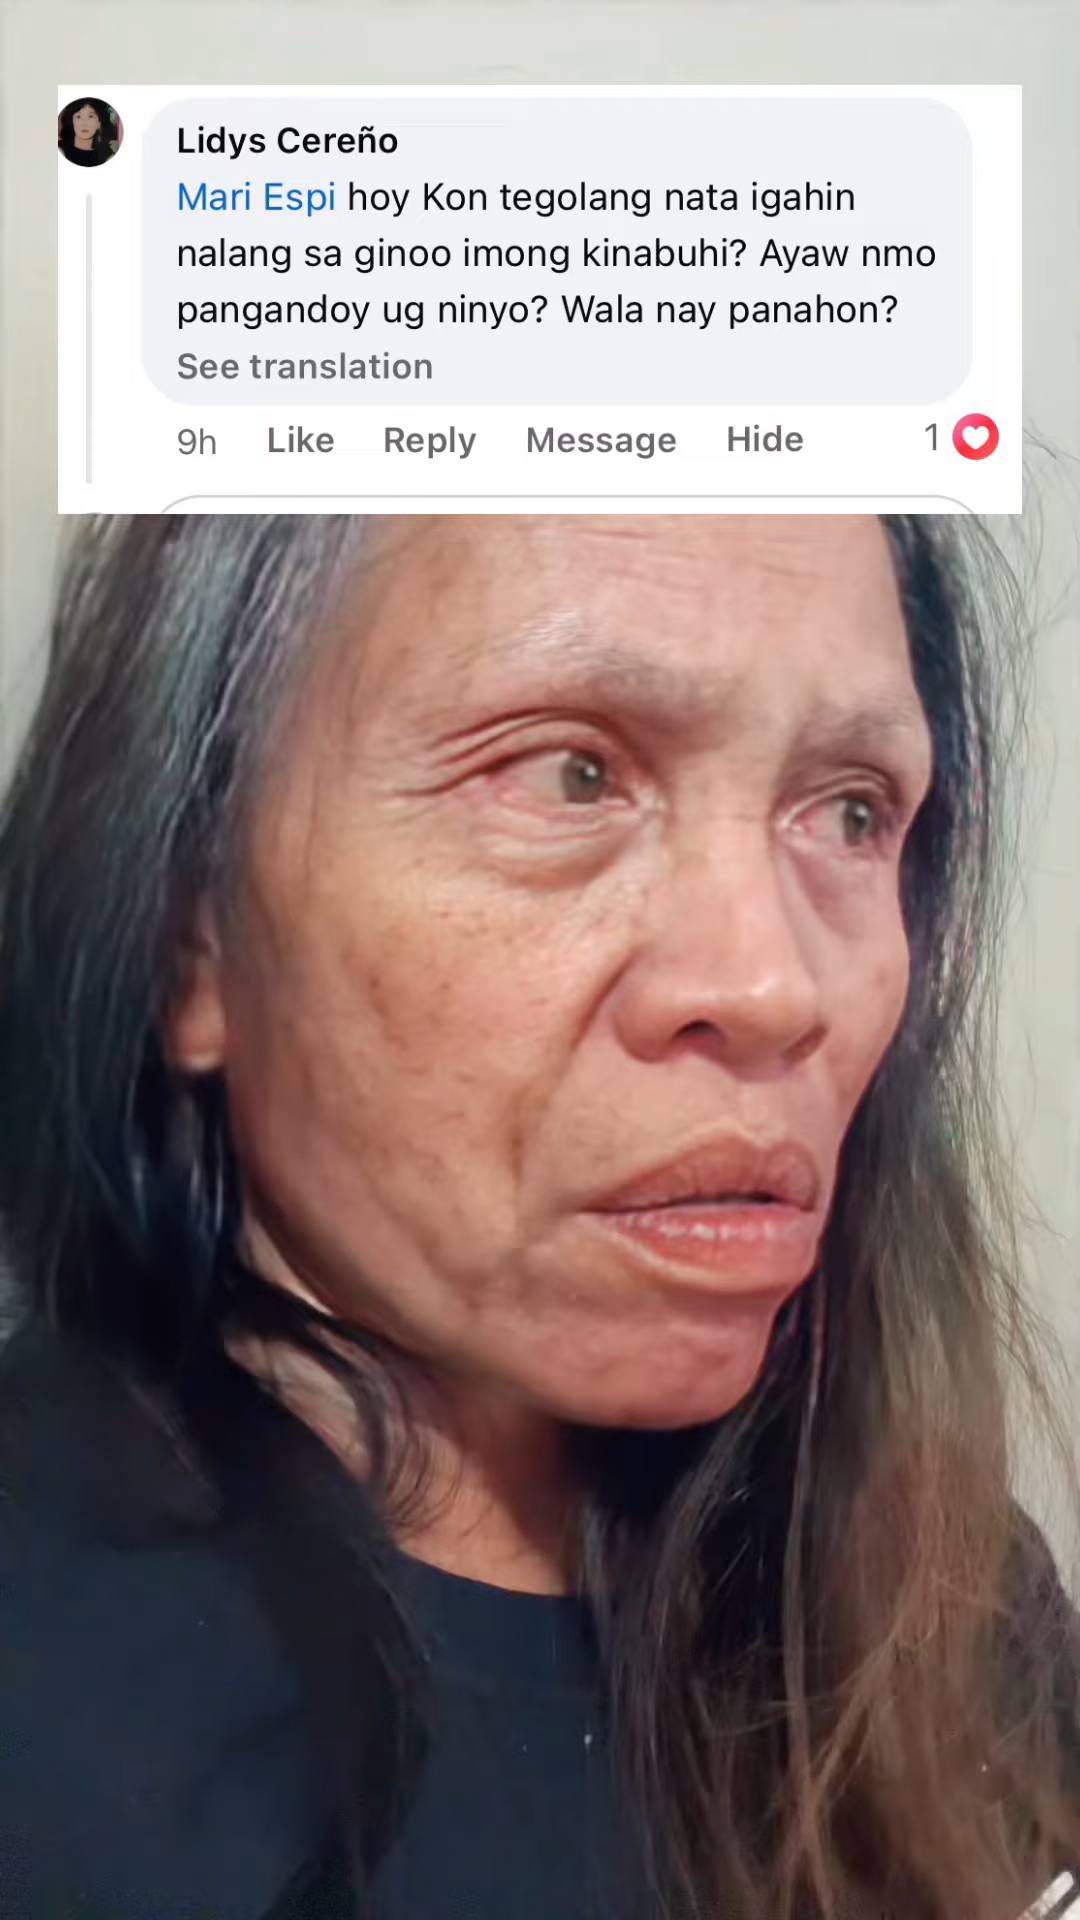 Lidys Cereño
Mari Espi hoy Kon tegolang nata igahin
nalang sa ginoo imong kinabuhi? Ayaw nmo
pangandoy ug ninyo? Wala nay panahon?
See translation
9h Like Reply Message Hide 1